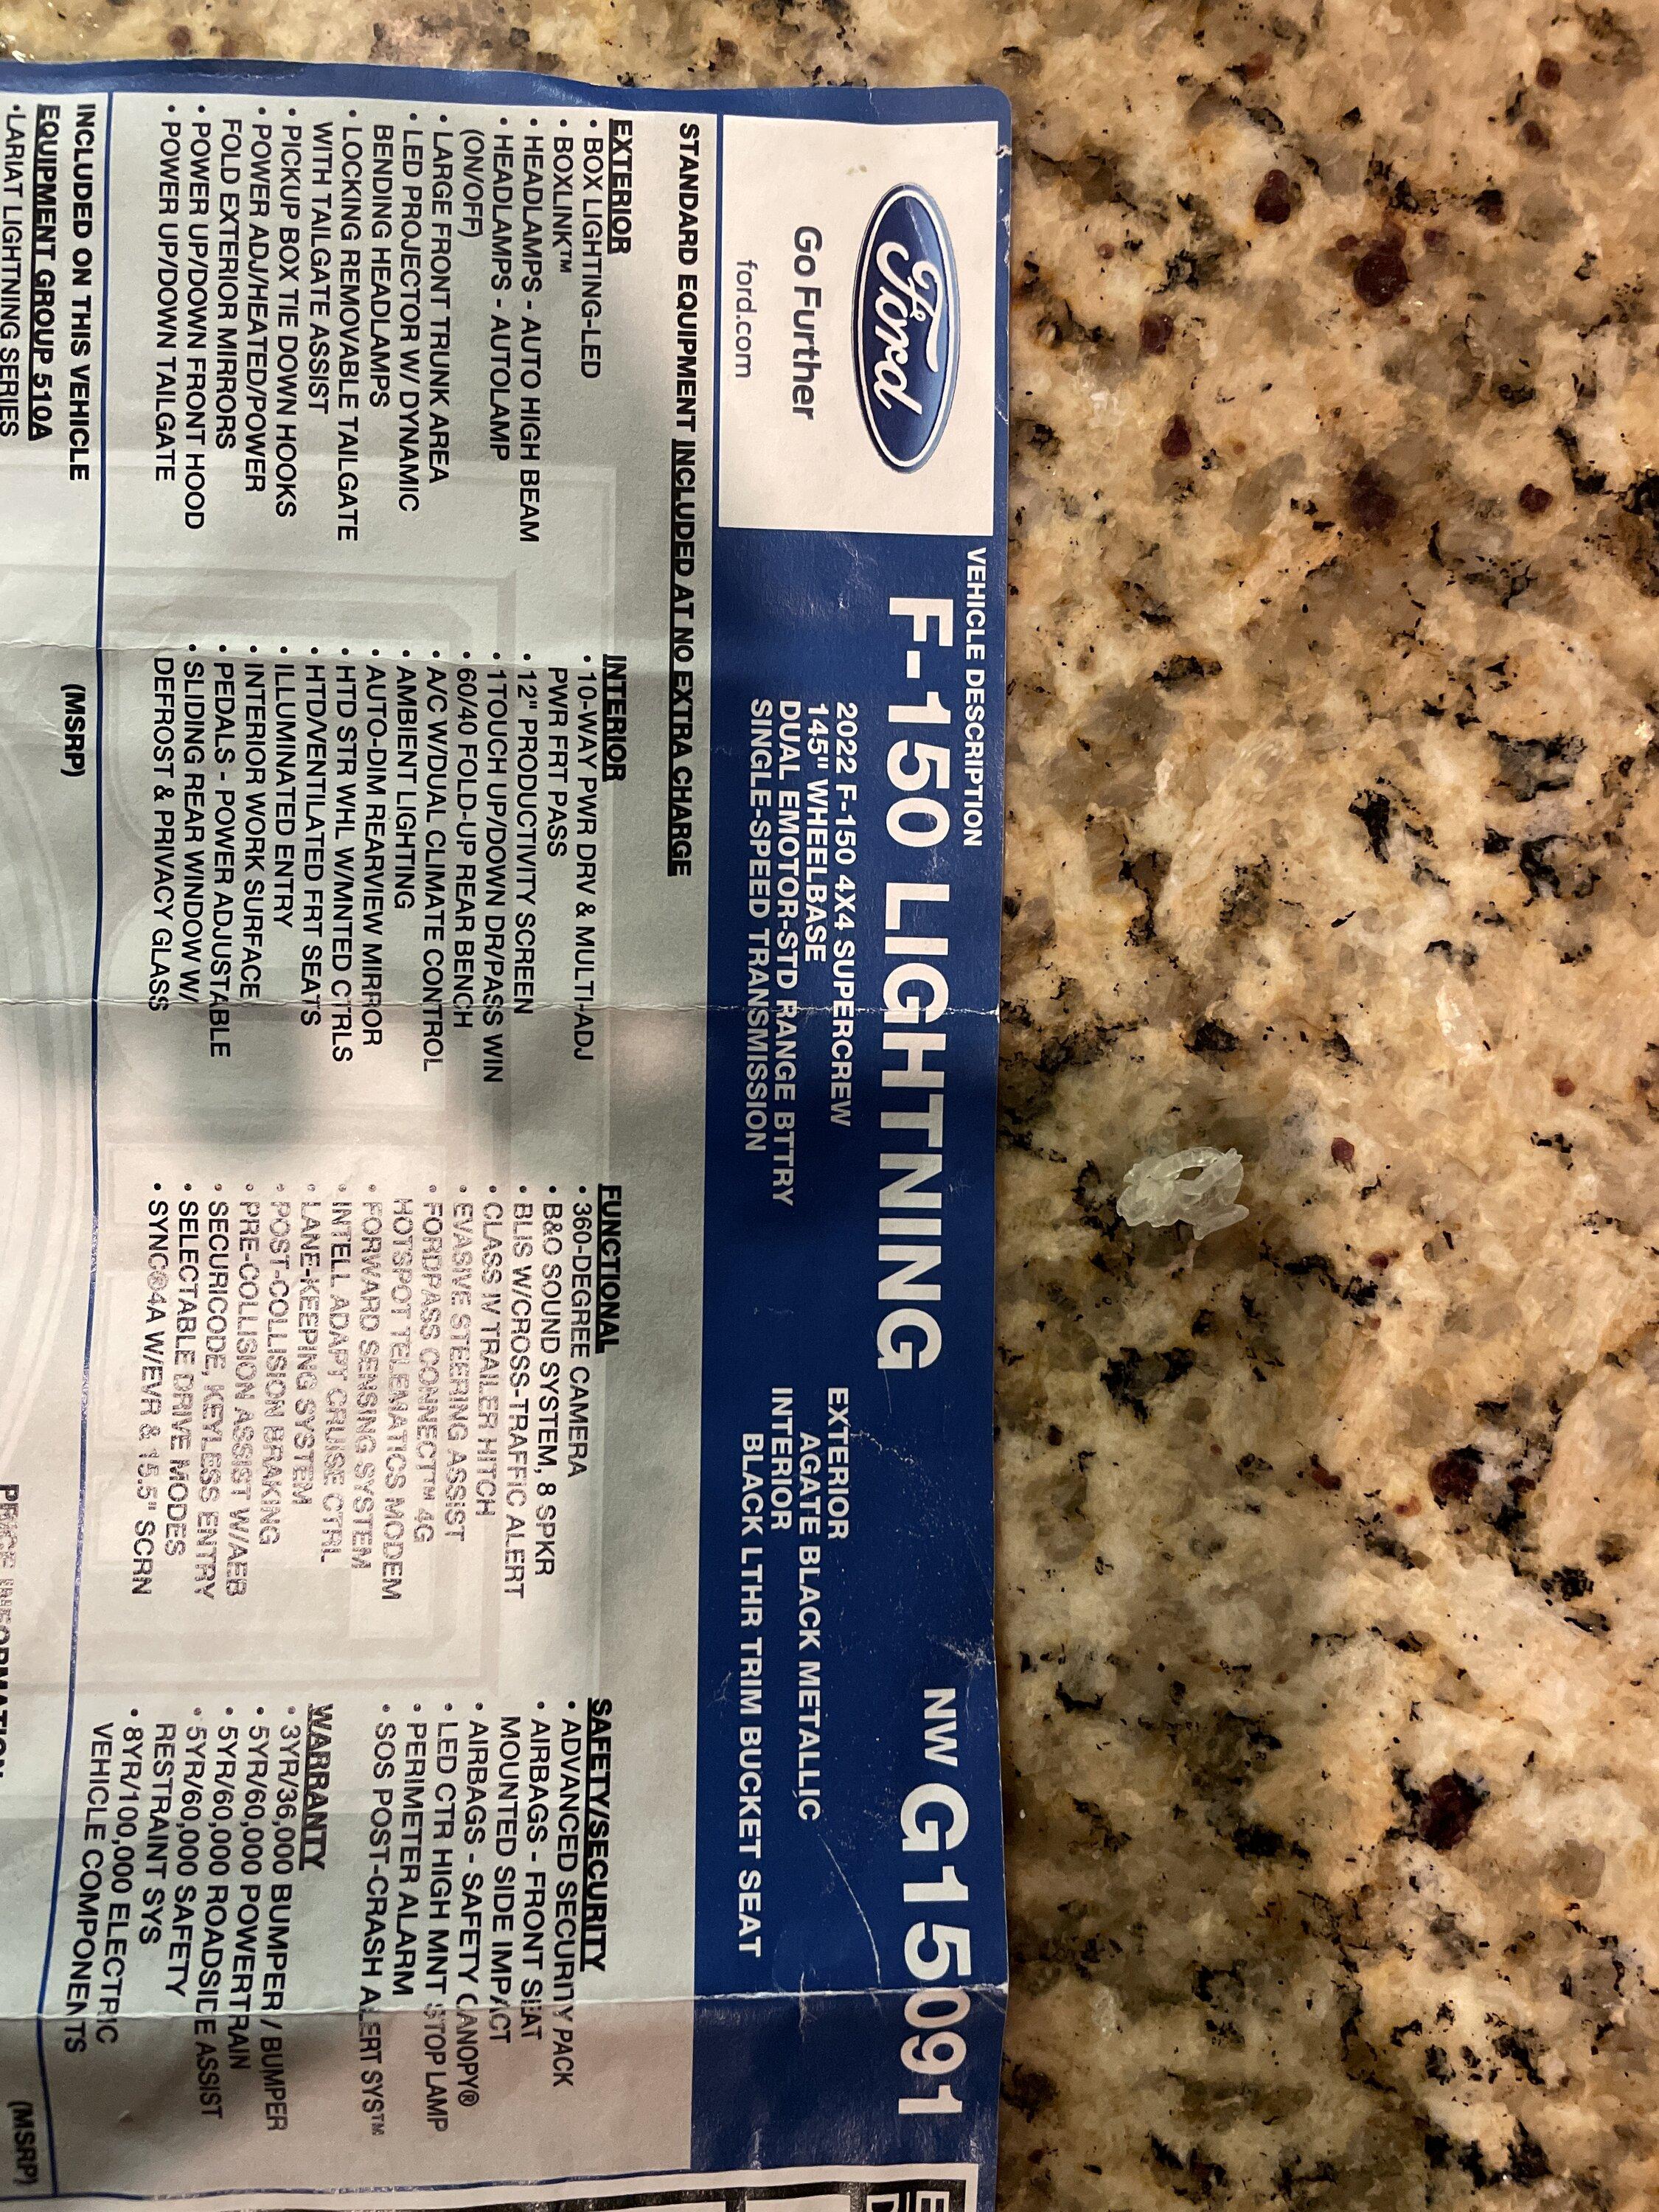 Ford
Go Further
ford.com
VEHICLE DESCRIPTION
F-150 LIGHTNING
2022 F-150 4X4 SUPERCREW
145" WHEELBASE
DUAL EMOTOR-STD RANGE BTTRY
SINGLE-SPEED TRANSMISSION
EXTERIOR
AGATE BLACK METALLIC
INTERIOR
BLACK LTHR TRIM BUCKET SEAT
NW G15091
STANDARD EQUIPMENT INCLUDED AT NO EXTRA CHARGE
EXTERIOR
• BOX LIGHTING-LED
• BOXLINK™
• HEADLAMPS - AUTO HIGH BEAM
• HEADLAMPS - AUTOLAMP
(ON/OFF)
• LARGE FRONT TRUNK AREA
• LED PROJECTOR W/ DYNAMIC
BENDING HEADLAMPS
• LOCKING REMOVABLE TAILGATE
WITH TAILGATE ASSIST
• PICKUP BOX TIE DOWN HOOKS
• POWER ADJ/HEATED/POWER
FOLD EXTERIOR MIRRORS
• POWER UP/DOWN FRONT HOOD
• POWER UP/DOWN TAILGATE
INTERIOR
• 10-WAY PWR DRV & MULTI-ADJ
PWR FRT PASS
• 12" PRODUCTIVITY SCREEN
• 1TOUCH UP/DOWN DR/PASS WIN
• 60/40 FOLD-UP REAR BENCH
• A/C W/DUAL CLIMATE CONTROL
• AMBIENT LIGHTING
• AUTO-DIM REARVIEW MIRROR
• HTD STR WHL W/MNTED CTRLS
• HTD/VENTILATED FRT SEATS
• ILLUMINATED ENTRY
• INTERIOR WORK SURFACE
• PEDALS - POWER ADJUSTABLE
• SLIDING REAR WINDOW W/
DEFROST & PRIVACY GLASS
FUNCTIONAL
• 360-DEGREE CAMERA
• B&O SOUND SYSTEM, 8 SPKR
• BLIS W/CROSS-TRAFFIC ALERT
• CLASS IV TRAILER HITCH
• EVASIVE STEERING ASSIST
• FORDPASS CONNECT™ 4G
HOTSPOT TELEMATICS MODEM
• FORWARD SENSING SYSTEM
• INTELL ADAPT CRUISE CTRL
• LANE-KEEPING SYSTEM
• POST-COLLISION BRAKING
• PRE-COLLISION ASSIST W/AEB
• SECURICODE, KEYLESS ENTRY
• SELECTABLE DRIVE MODES
• SYNC®4A W/EVR & 15.5" SCRN
SAFETY/SECURITY
• ADVANCED SECURITY PACK
• AIRBAGS - FRONT SEAT
MOUNTED SIDE IMPACT
• AIRBAGS - SAFETY CANOPY®
• LED CTR HIGH MNT STOP LAMP
• PERIMETER ALARM
• SOS POST-CRASH ALERT SYS™
WARRANTY
• 3YR/36,000 BUMPER / BUMPER
• 5YR/60,000 POWERTRAIN
• 5YR/60,000 ROADSIDE ASSIST
• 5YR/60,000 SAFETY
RESTRAINT SYS
• 8YR/100,000 ELECTRIC
VEHICLE COMPONENTS
INCLUDED ON THIS VEHICLE
(MSRP)
EQUIPMENT GROUP 510A
• LARIAT LIGHTNING SERIES
PRICE INFORMATION
(MSRP)